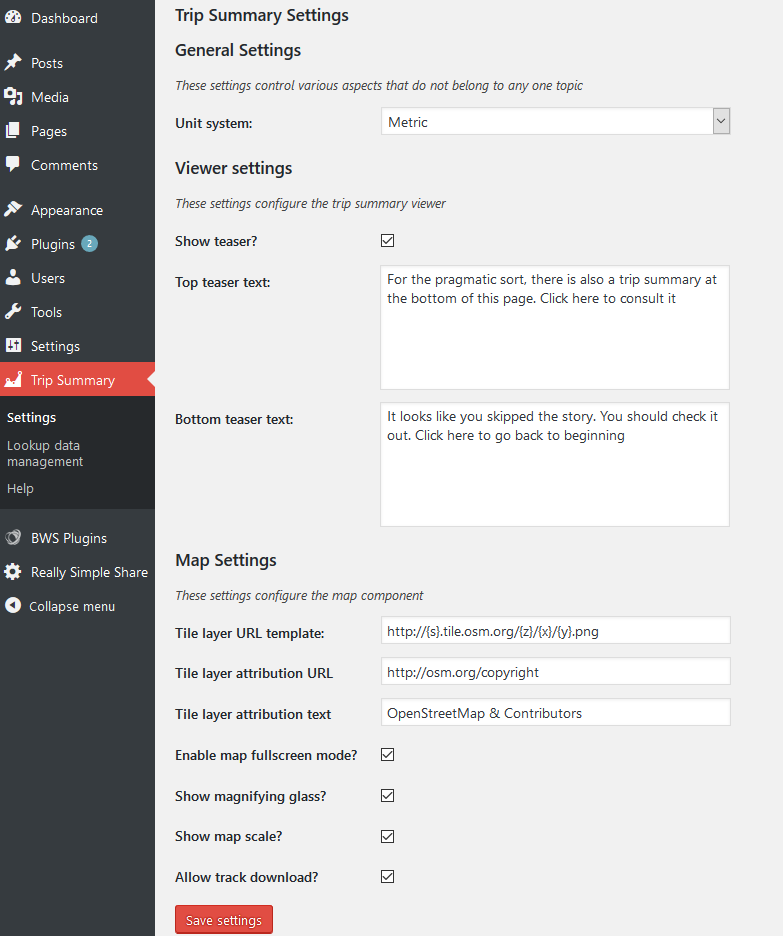 Dashboard
Posts
Media
Pages
Comments
Appearance
Plugins 2
Users
Tools
Settings
Trip Summary
Settings
Lookup data
management
Help
BWS Plugins
Really Simple Share
Collapse menu
Trip Summary Settings
General Settings
These settings control various aspects that do not belong to any one topic
Unit system:
Metric
Viewer settings
These settings configure the trip summary viewer
Show teaser?
Top teaser text:
For the pragmatic sort, there is also a trip summary at
the bottom of this page. Click here to consult it
Bottom teaser text:
It looks like you skipped the story. You should check it
out. Click here to go back to beginning
Map Settings
These settings configure the map component
Tile layer URL template:
http://{s}.tile.osm.org/{z}/{x}/{y}.png
Tile layer attribution URL
http://osm.org/copyright
Tile layer attribution text
OpenStreetMap & Contributors
Enable map fullscreen mode?
Show magnifying glass?
Show map scale?
Allow track download?
Save settings